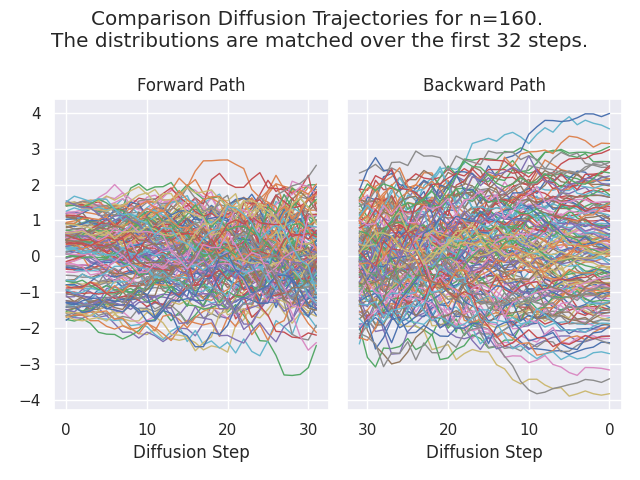 Comparison Diffusion Trajectories for n=160.
The distributions are matched over the first 32 steps.
Forward Path
Backward Path
4
3
2
1
0
−1
−2
−3
−4
0 10 20 30
30 20 10 0
Diffusion Step
Diffusion Step